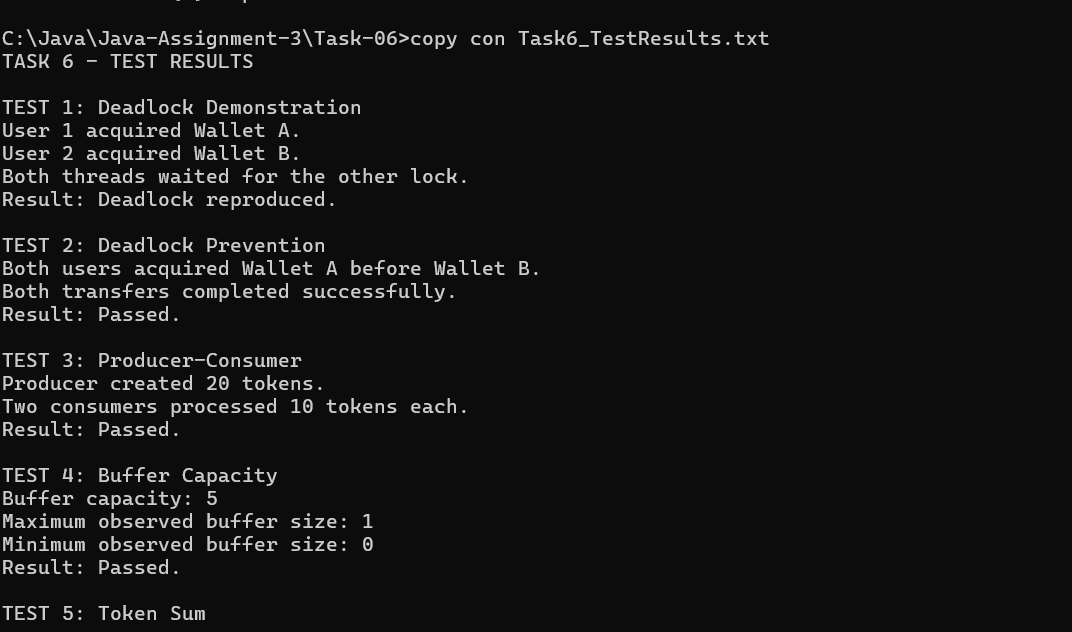 C:\Java\Java-Assignment-3\Task-06>copy con Task6_TestResults.txt
TASK 6 - TEST RESULTS
TEST 1: Deadlock Demonstration
User 1 acquired Wallet A.
User 2 acquired Wallet B.
Both threads waited for the other lock.
Result: Deadlock reproduced.
TEST 2: Deadlock Prevention
Both users acquired Wallet A before Wallet B.
Both transfers completed successfully.
Result: Passed.
TEST 3: Producer-Consumer
Producer created 20 tokens.
Two consumers processed 10 tokens each.
Result: Passed.
TEST 4: Buffer Capacity
Buffer capacity: 5
Maximum observed buffer size: 1
Minimum observed buffer size: 0
Result: Passed.
TEST 5: Token Sum